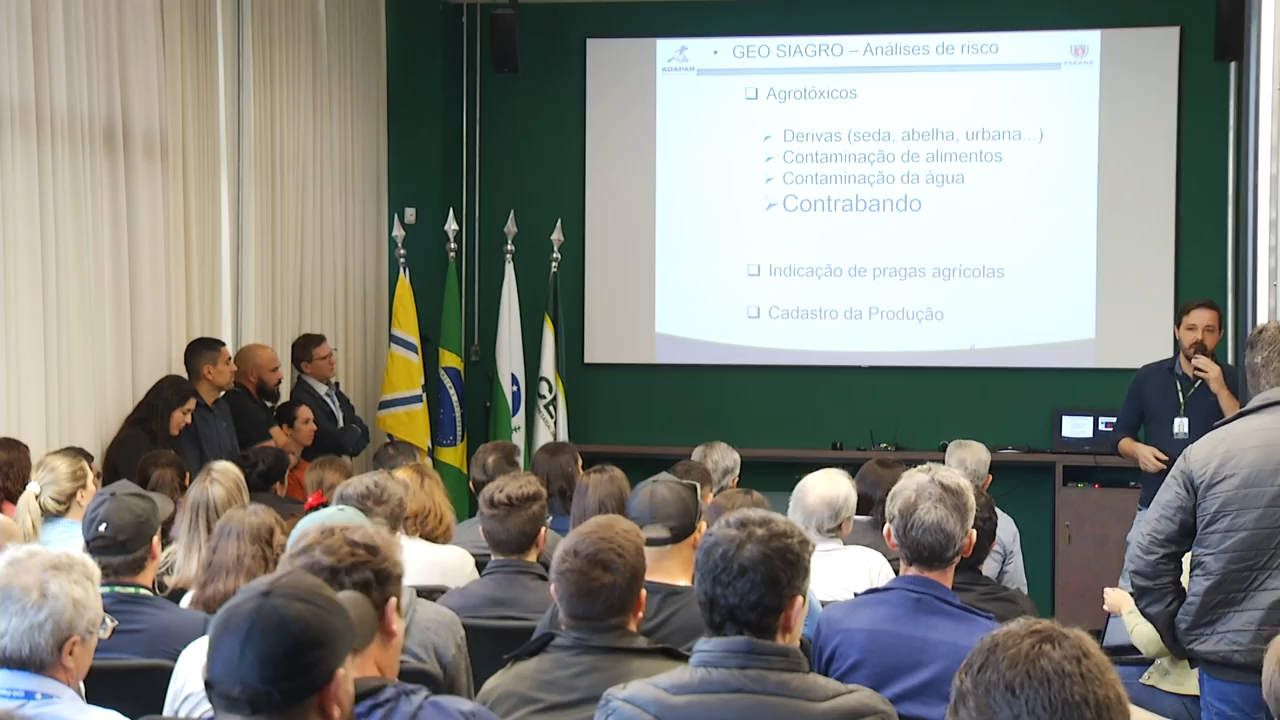 ADAPAR
• GEO SIAGRO – Análises de risco
PARANÁ
❑ Agrotóxicos
➢ Derivas (seda, abelha, urbana...)
➢ Contaminação de alimentos
➢ Contaminação da água
➢ Contrabando
❑ Indicação de pragas agrícolas
❑ Cadastro da Produção